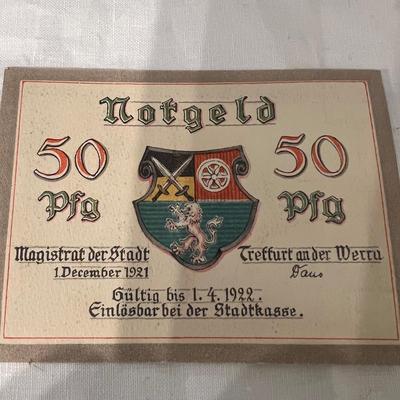 Notgeld
50 Pfg
50 Pfg
Magistrat der Stadt Treffurt an der Werra
1. December 1921
Gültig bis 1. 4. 1922.
Einlösbar bei der Stadtkasse.